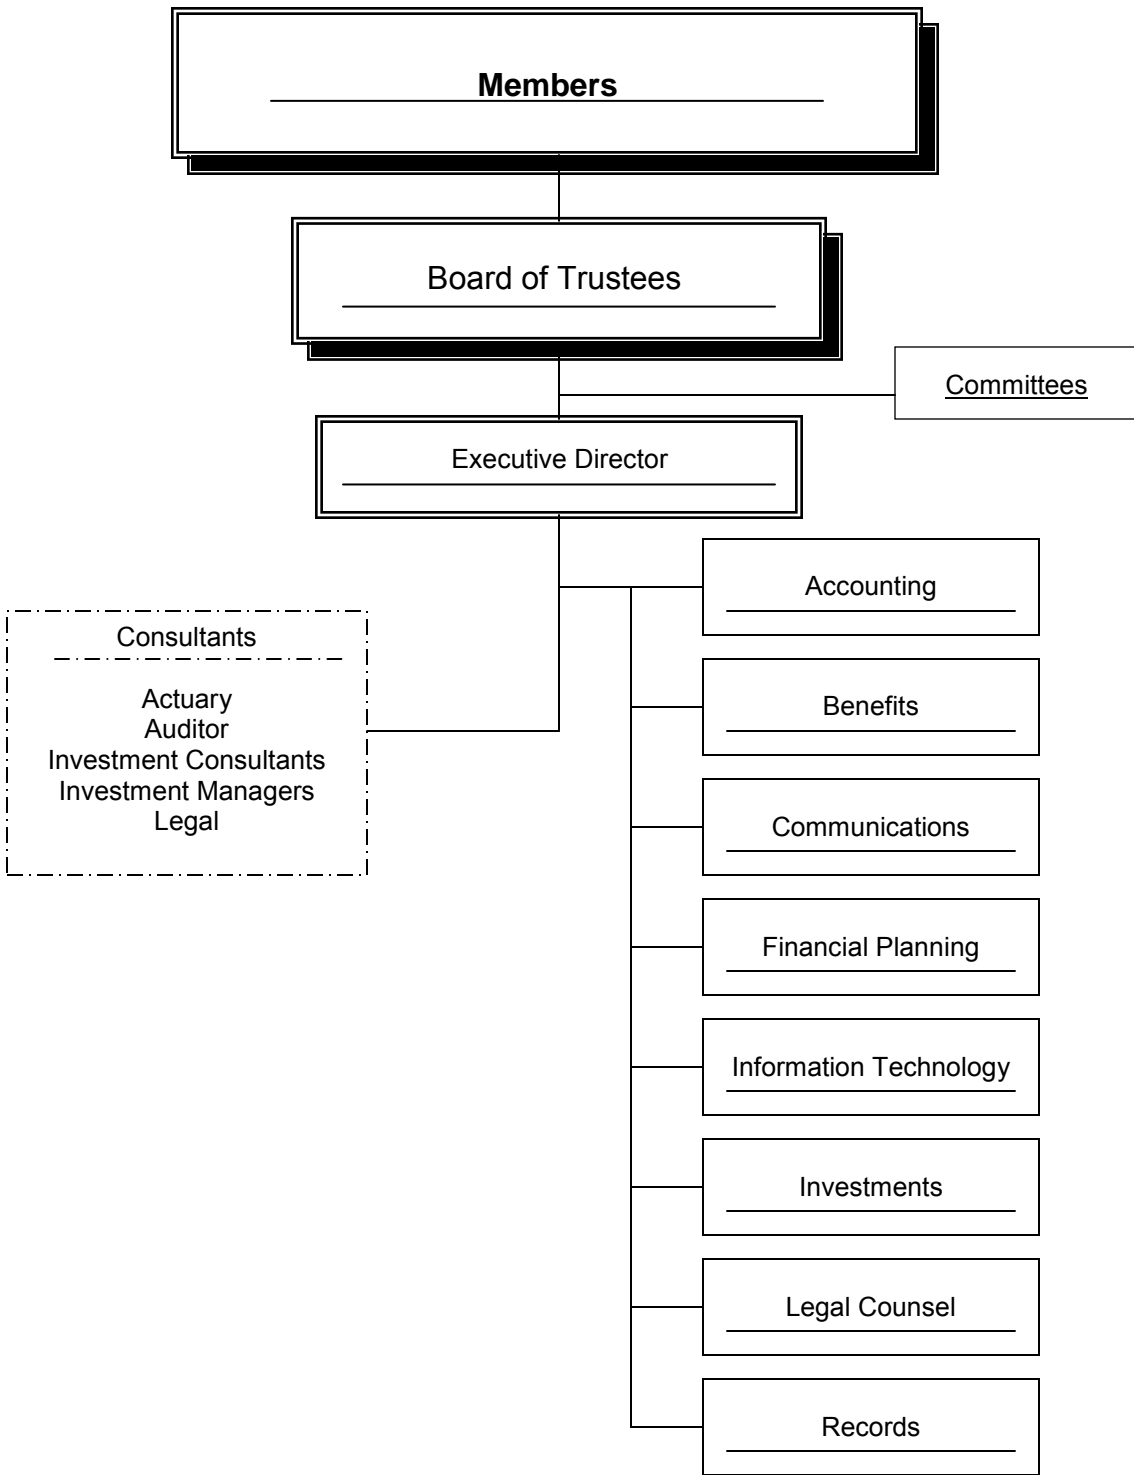 Members
Board of Trustees
Committees
Executive Director
Accounting
Consultants
Actuary
Auditor
Investment Consultants
Investment Managers
Legal
Benefits
Communications
Financial Planning
Information Technology
Investments
Legal Counsel
Records